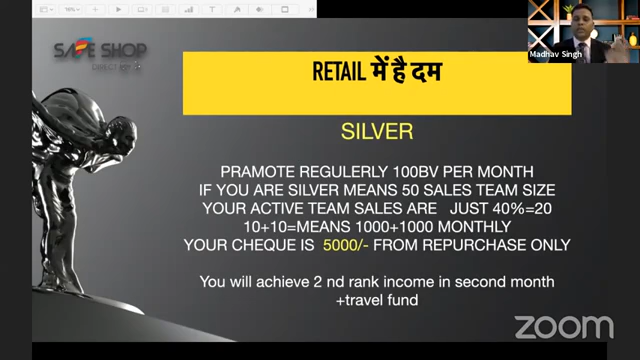 SAFE SHOP
RETAIL में है दम
SILVER
PRAMOTE REGULERLY 100BV PER MONTH
IF YOU ARE SILVER MEANS 50 SALES TEAM SIZE
YOUR ACTIVE TEAM SALES ARE JUST 40%=20
10+10=MEANS 1000+1000 MONTHLY
YOUR CHEQUE IS 5000/- FROM REPURCHASE ONLY
You will achieve 2 nd rank income in second month
+travel fund
Madhav Singh
zoom